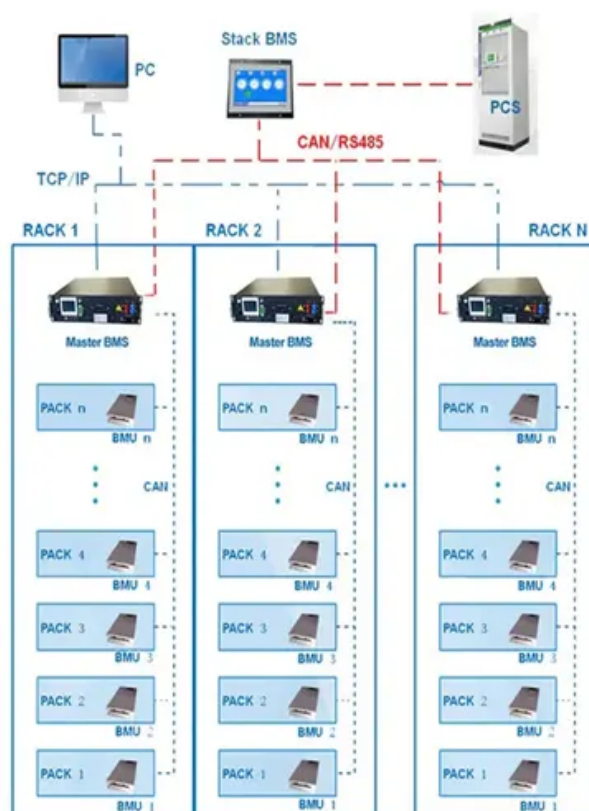 PC
Stack BMS
PCS
CAN/RS485
TCP/IP
RACK 1
RACK 2
RACK N
Master BMS
Master BMS
Master BMS
PACK n
BMU n
PACK n
BMU n
PACK n
BMU n
CAN
CAN
CAN
PACK 4
BMU 4
PACK 4
BMU 4
PACK 4
BMU 4
PACK 3
BMU 3
PACK 3
BMU 3
PACK 3
BMU 3
PACK 2
BMU 2
PACK 2
BMU 2
PACK 2
BMU 2
PACK 1
BMU 1
PACK 1
BMU 1
PACK 1
BMU 1